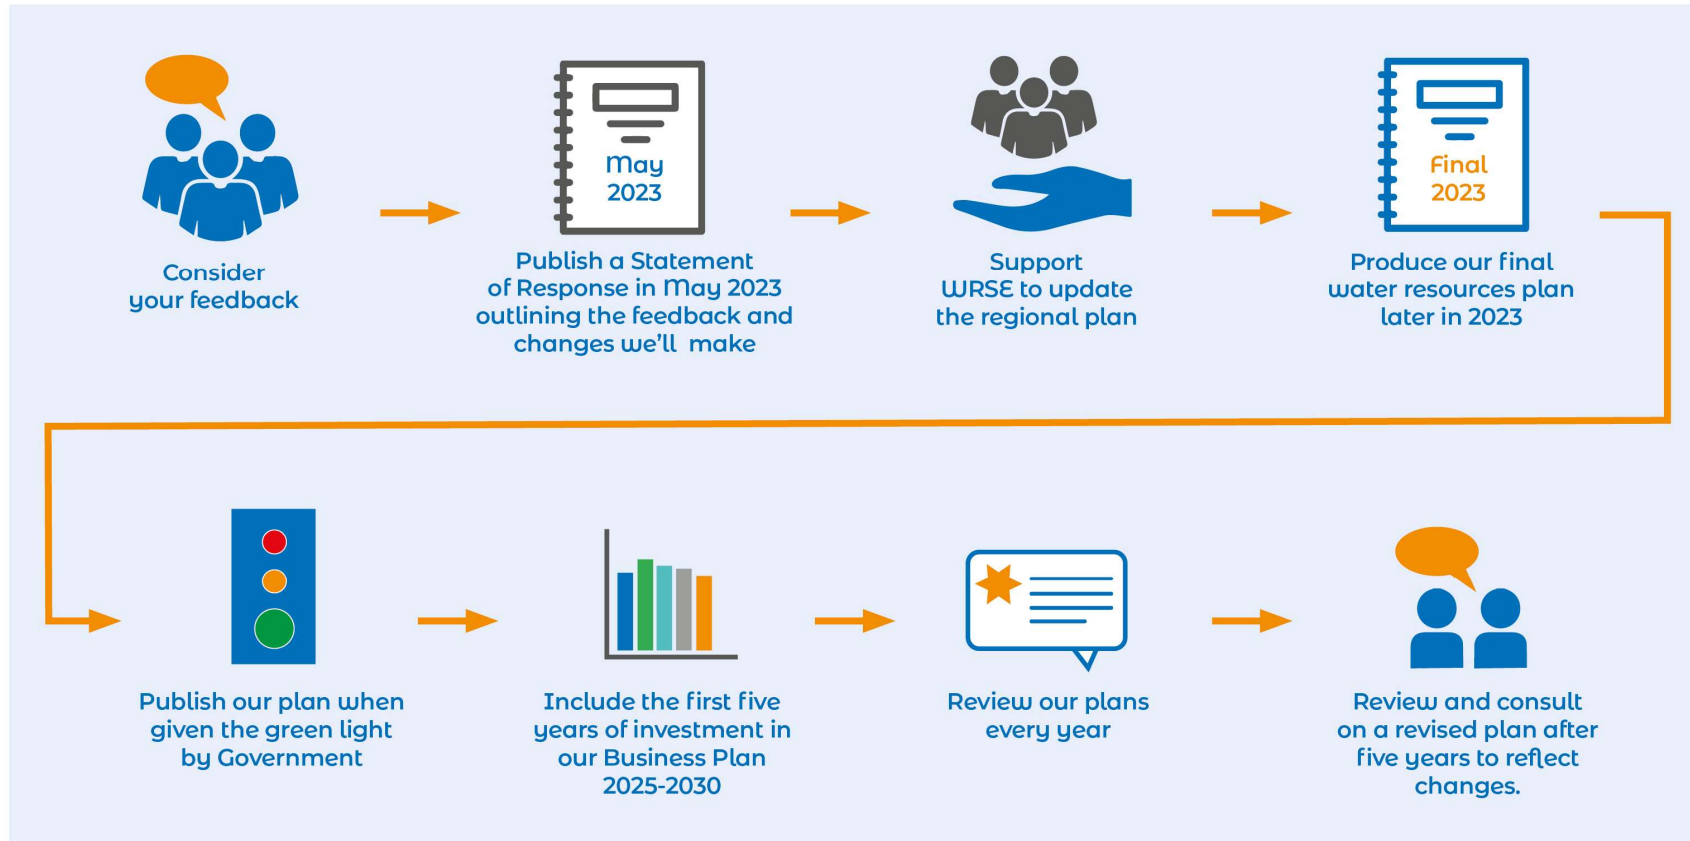 Consider
your feedback
May
2023
Publish a Statement
of Response in May 2023
outlining the feedback and
changes we'll make
Support
WRSE to update
the regional plan
Final
2023
Produce our final
water resources plan
later in 2023
Publish our plan when
given the green light
by Government
Include the first five
years of investment in
our Business Plan
2025-2030
Review our plans
every year
Review and consult
on a revised plan after
five years to reflect
changes.